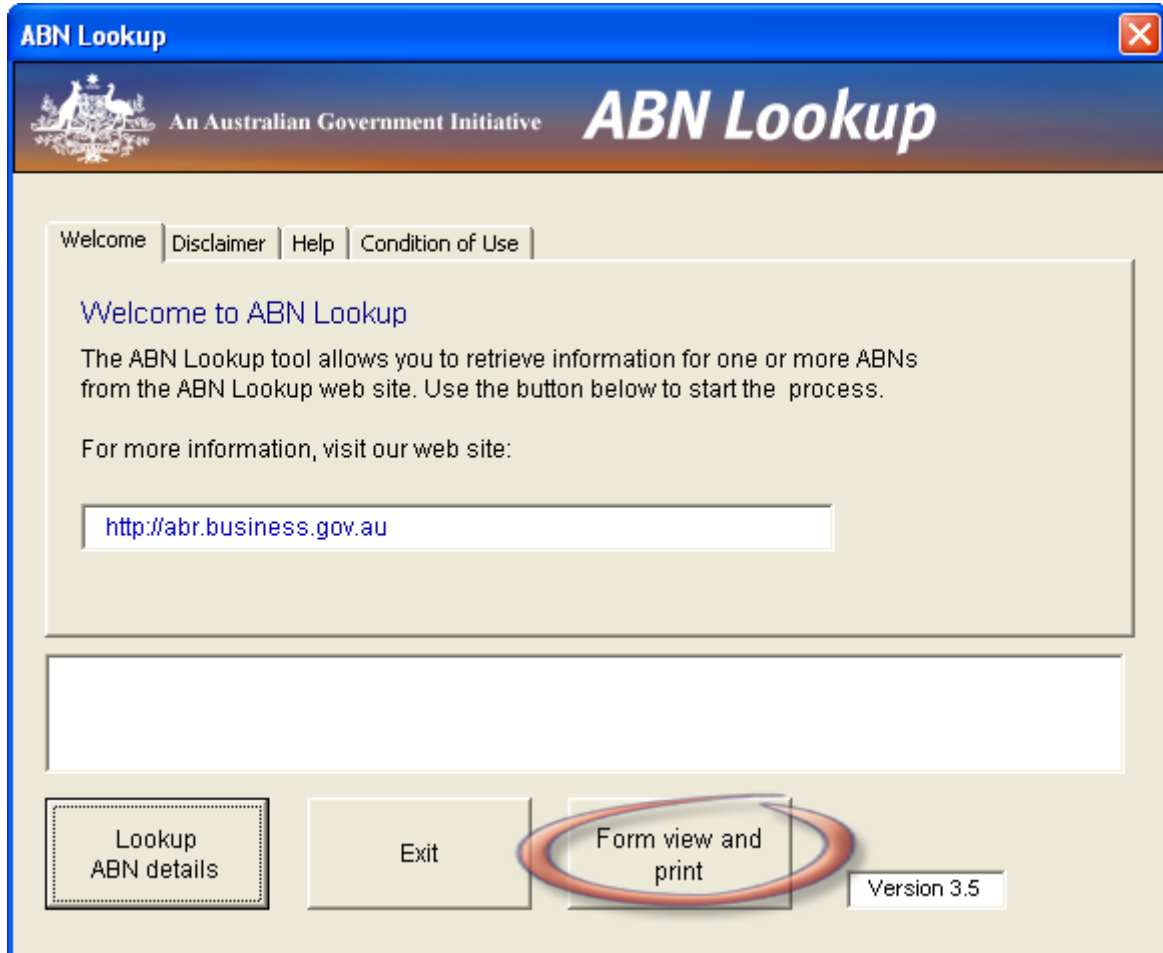 ABN Lookup
An Australian Government Initiative
ABN Lookup
Welcome
Disclaimer
Help
Condition of Use
Welcome to ABN Lookup
The ABN Lookup tool allows you to retrieve information for one or more ABNs
from the ABN Lookup web site. Use the button below to start the  process.
For more information, visit our web site:
http://abr.business.gov.au
Lookup
ABN details
Exit
Form view and
print
Version 3.5